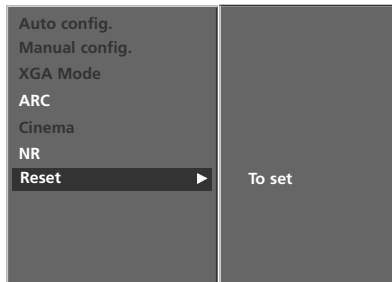 Auto config.
Manual config.
XGA Mode
ARC
Cinema
NR
Reset ▶ To set